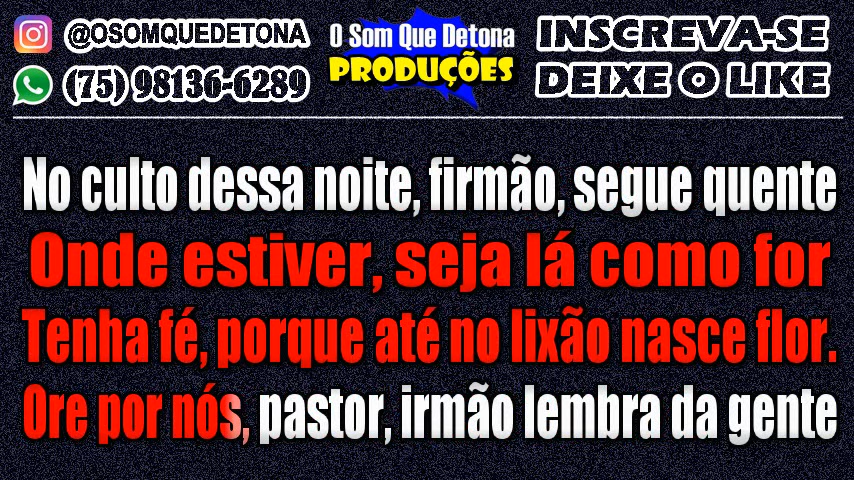 @OSOMQUEDETONA
(75) 98136-6289
O Som Que Detona
PRODUÇÕES
INSCREVA-SE
DEIXE O LIKE
No culto dessa noite, firmão, segue quente
Onde estiver, seja lá como for
Tenha fé, porque até no lixão nasce flor.
Ore por nós, pastor, irmão lembra da gente